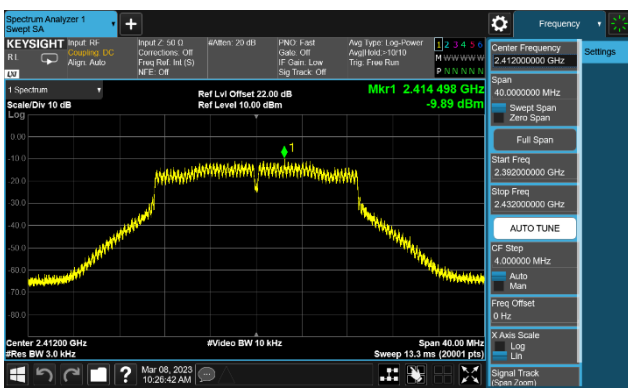 Spectrum Analyzer 1
Swept SA
Frequency
KEYSIGHT
Input: RF
Coupling: DC
Align: Auto
Input Z: 50 Ω
Corrections: Off
Freq Ref: Int (S)
NFE: Off
#Atten: 20 dB
PNO: Fast
Gate: Off
IF Gain: Low
Sig Track: Off
Avg Type: Log-Power
Avg|Hold:>10/10
Trig: Free Run
1 2 3 4 5 6
M W W W W W
P N N N N N
RL
LXI
1 Spectrum
Scale/Div 10 dB
Log
Ref Lvl Offset 22.00 dB
Ref Level 10.00 dBm
Mkr1 2.414 498 GHz
-9.89 dBm
1
0.00
-10.0
-20.0
-30.0
-40.0
-50.0
-60.0
-70.0
-80.0
Center 2.41200 GHz
#Res BW 3.0 kHz
#Video BW 10 kHz
Span 40.00 MHz
Sweep 13.3 ms (20001 pts)
Mar 08, 2023
10:26:42 AM
Center Frequency
2.412000000 GHz
Span
40.0000000 MHz
Swept Span
Zero Span
Full Span
Start Freq
2.392000000 GHz
Stop Freq
2.432000000 GHz
AUTO TUNE
CF Step
4.000000 MHz
Auto
Man
Freq Offset
0 Hz
X Axis Scale
Log
Lin
Signal Track
(Span Zoom)
Settings